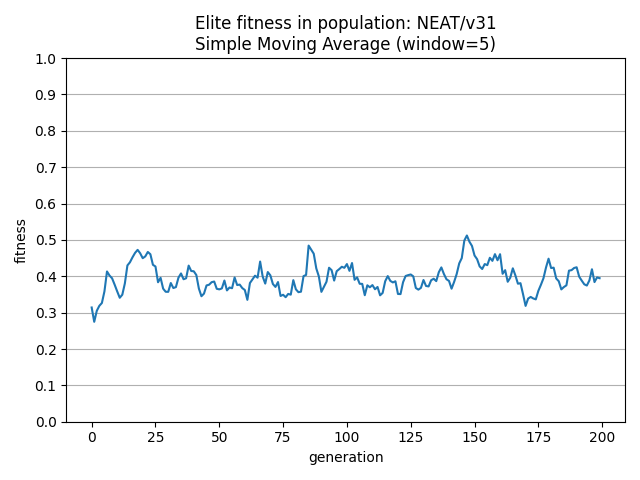 Elite fitness in population: NEAT/v31
Simple Moving Average (window=5)
1.0
0.9
0.8
0.7
0.6
0.5
0.4
0.3
0.2
0.1
0.0
fitness
0 25 50 75 100 125 150 175 200
generation